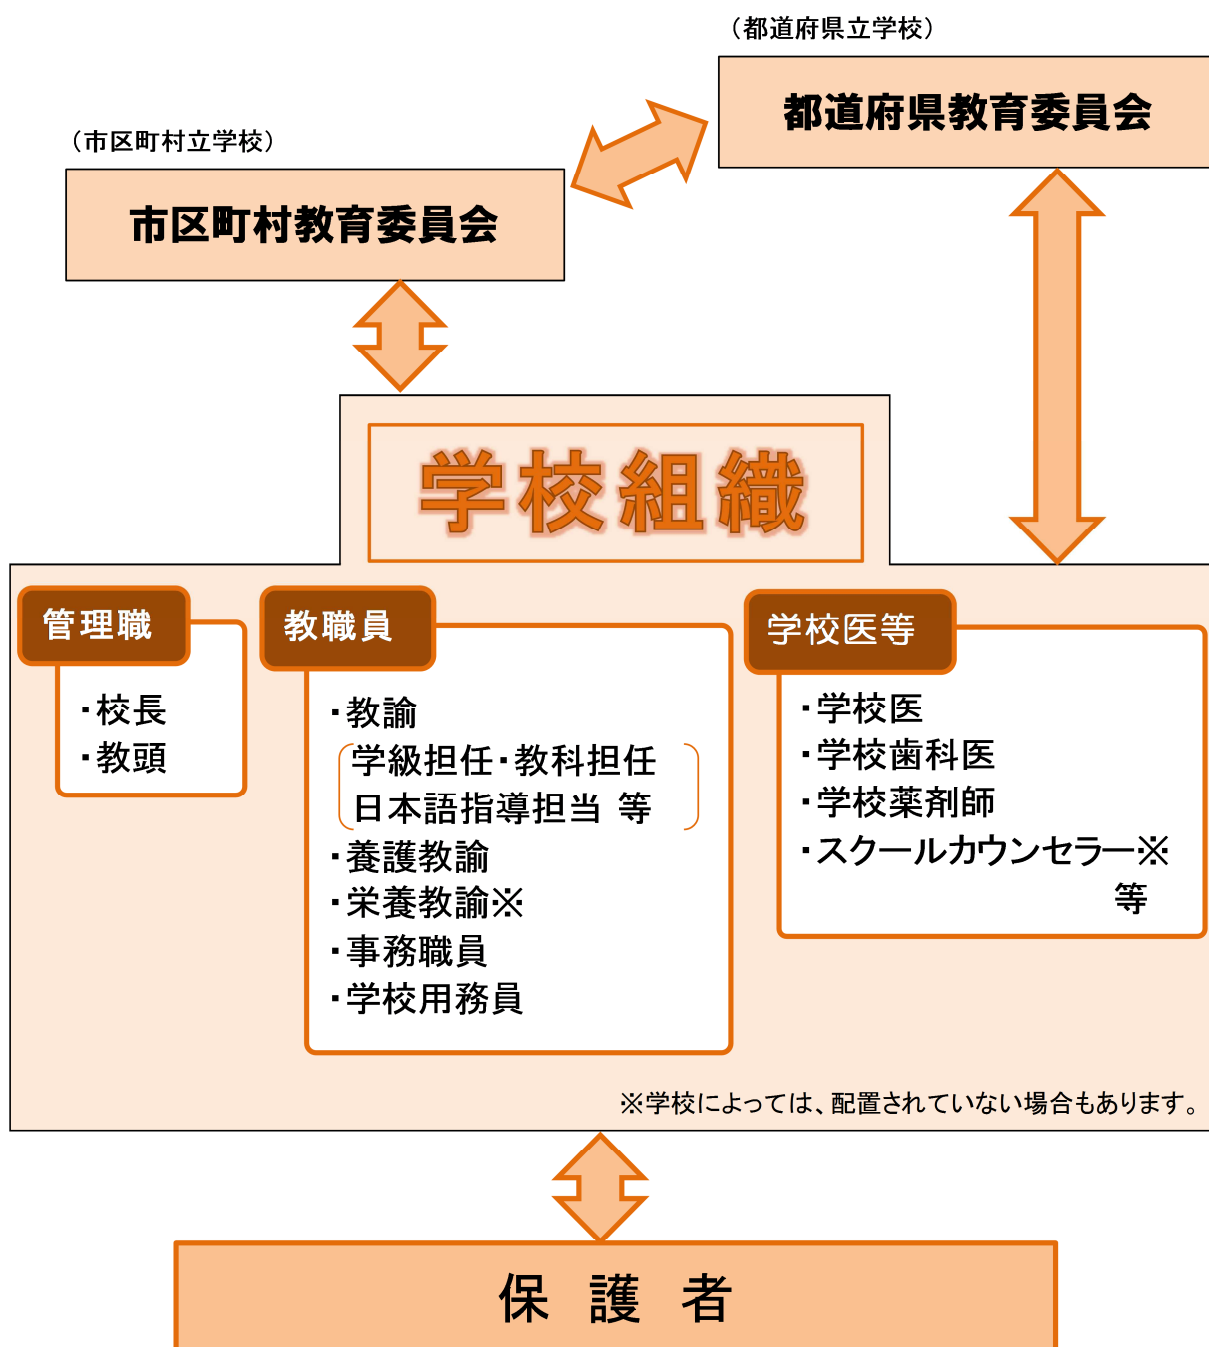 （都道府県立学校）
都道府県教育委員会
（市区町村立学校）
市区町村教育委員会
学校組織
管理職
・校長
・教頭
教職員
・教諭
学級担任・教科担任
日本語指導担当 等
・養護教諭
・栄養教諭※
・事務職員
・学校用務員
学校医等
・学校医
・学校歯科医
・学校薬剤師
・スクールカウンセラー※
等
※学校によっては、配置されていない場合もあります。
保 護 者